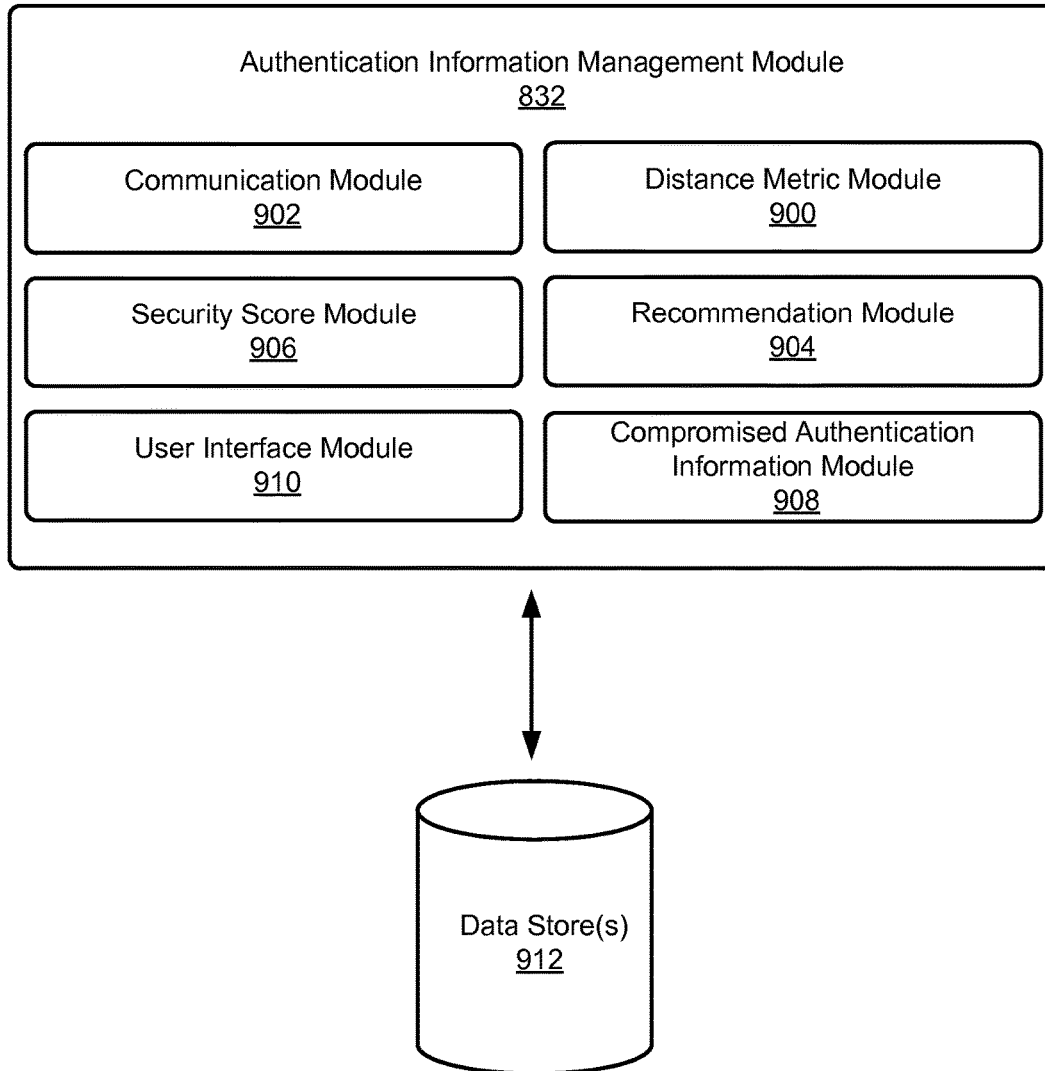 Authentication Information Management Module
832
Communication Module
902
Distance Metric Module
900
Security Score Module
906
Recommendation Module
904
User Interface Module
910
Compromised Authentication
Information Module
908
Data Store(s)
912